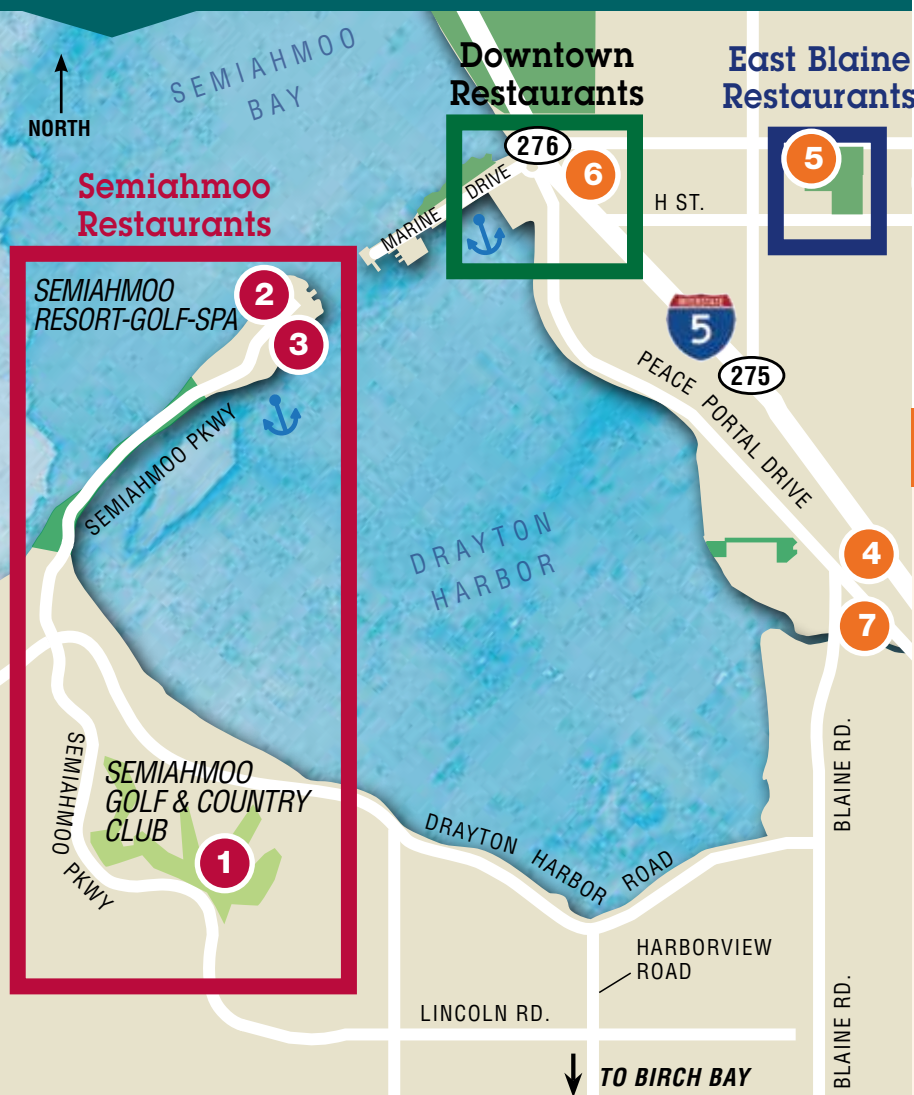 SEMIAHMOO
BAY
NORTH
Downtown
Restaurants
East Blaine
Restaurants
276
6
5
H ST.
MARINE DRIVE
Semiahmoo
Restaurants
SEMIAHMOO
RESORT-GOLF-SPA
2
3
INTERSTATE
5
275
PEACE PORTAL DRIVE
SEMIAHMOO PKWY
DRAYTON
HARBOR
4
7
SEMIAHMOO PKWY
SEMIAHMOO
GOLF & COUNTRY
CLUB
1
BLAINE RD.
DRAYTON HARBOR ROAD
HARBORVIEW
ROAD
LINCOLN RD.
BLAINE RD.
TO BIRCH BAY